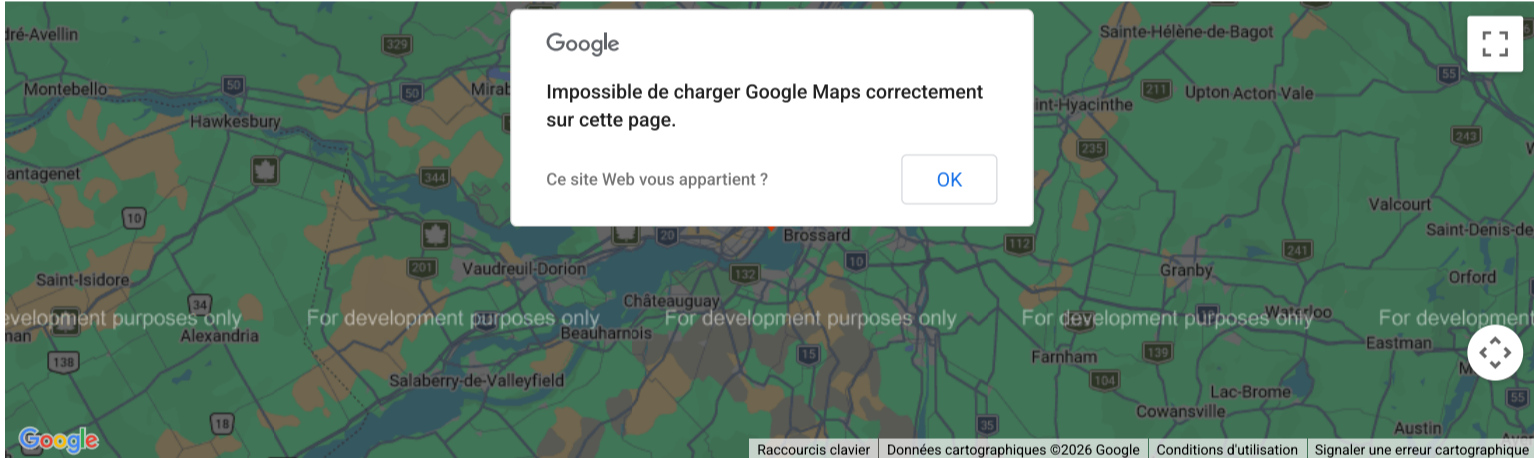 dré-Avellin
329
Google
Sainte-Hélène-de-Bagot
Montebello
50
50
Mirab
Impossible de charger Google Maps correctement
sur cette page.
55
211
Upton Acton Vale
int-Hyacinthe
Hawkesbury
243
235
antagenet
344
Ce site Web vous appartient ?
OK
10
Valcourt
20
Brossard
Saint-Denis-de
112
241
201
Vaudreuil-Dorion
132
10
Granby
Saint-Isidore
Orford
34
Châteauguay
evelopment purposes only
For development purposes only
For development purposes only
For development purposes only
For development
Waterloo
man
Alexandria
Beauharnois
Eastman
138
15
Farnham
139
Salaberry-de-Valleyfield
104
Lac-Brome
55
Cowansville
18
35
Austin
Google
Raccourcis clavier
Données cartographiques ©2026 Google
Conditions d'utilisation
Signaler une erreur cartographique